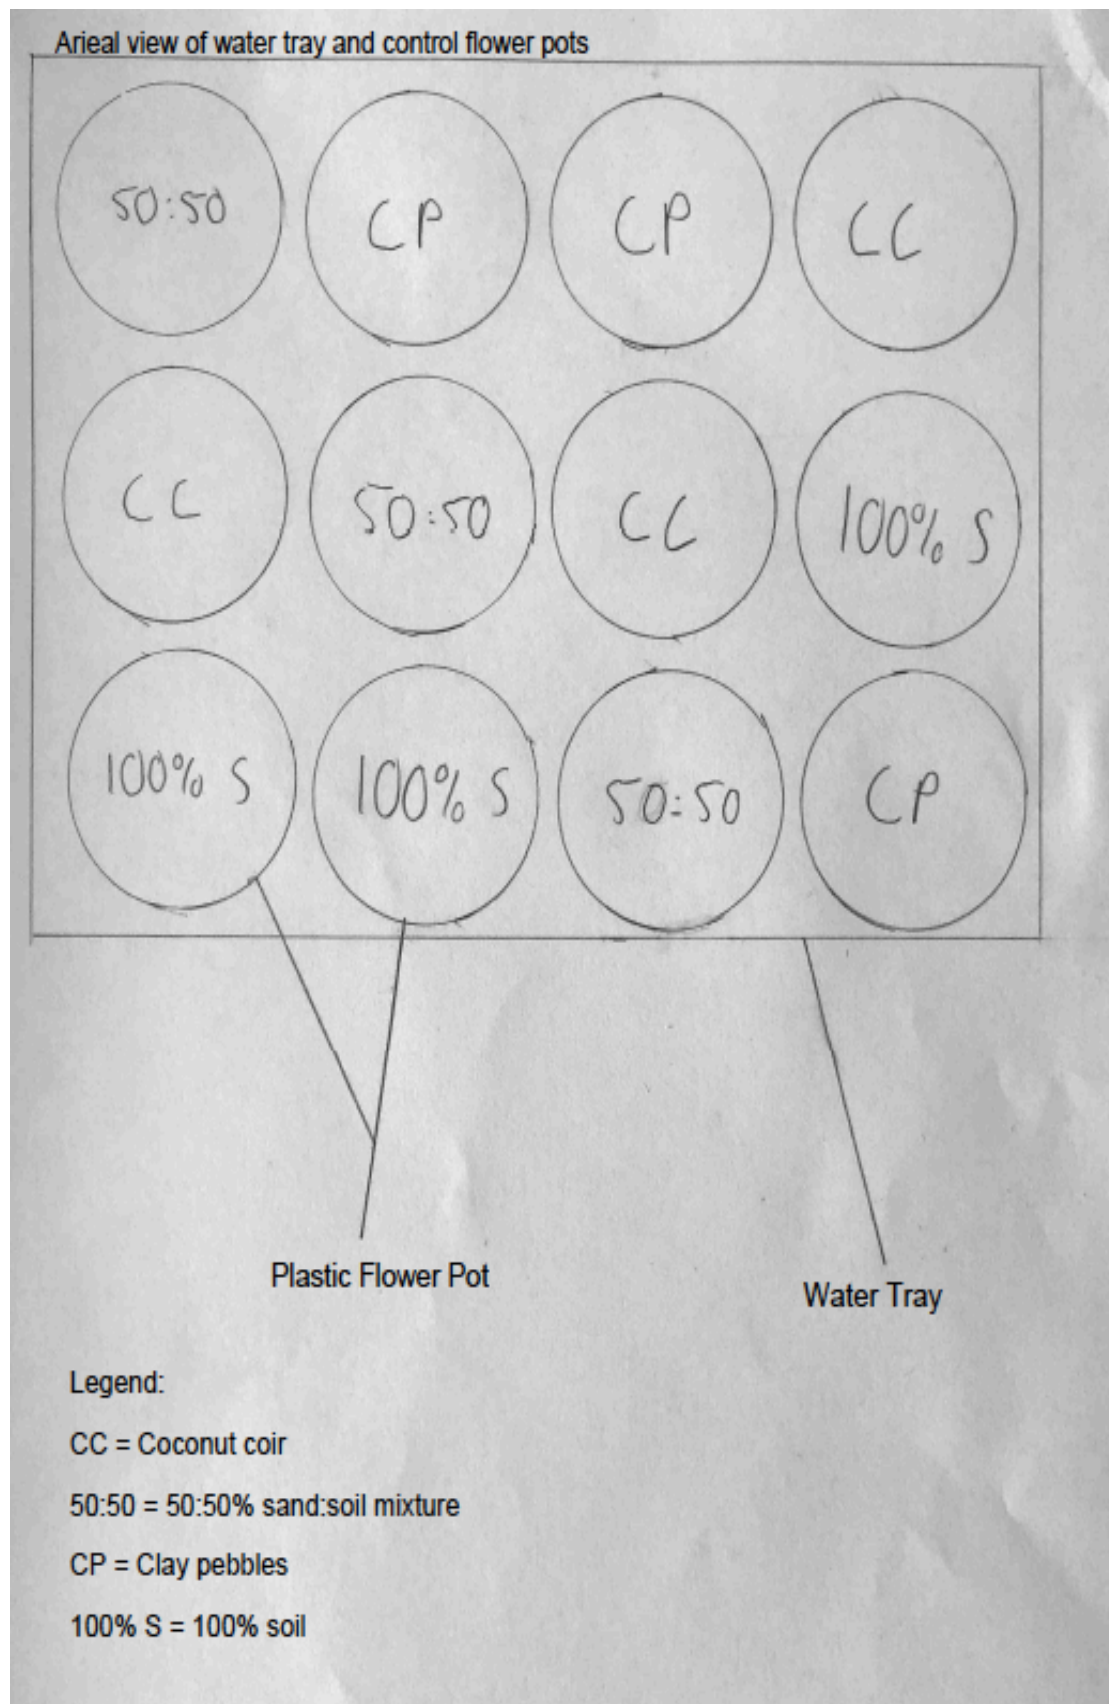 Arieal view of water tray and control flower pots
50:50 CP CP CC
CC 50:50 CC 100% S
100% S 100% S 50:50 CP
Plastic Flower Pot
Water Tray
Legend:
CC = Coconut coir
50:50 = 50:50% sand:soil mixture
CP = Clay pebbles
100% S = 100% soil